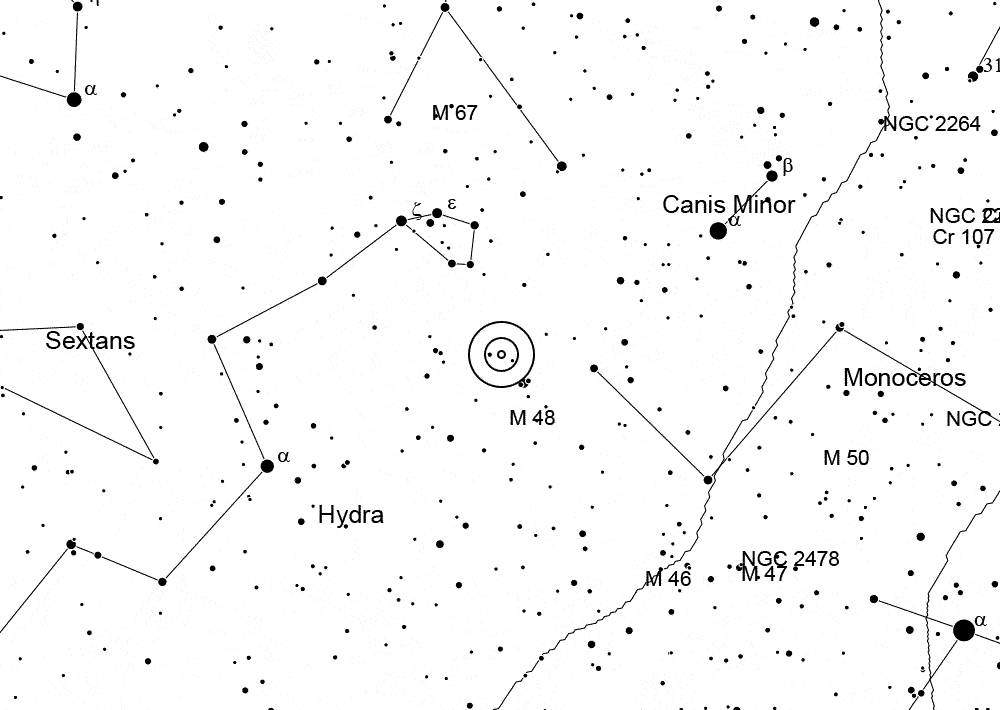 α
31
M 67
NGC 2264
β
Canis Minor
α
ζ
ε
NGC
Cr 107
Sextans
Monoceros
M 48
NGC
α
M 50
Hydra
NGC 2478
M 46
M 47
α